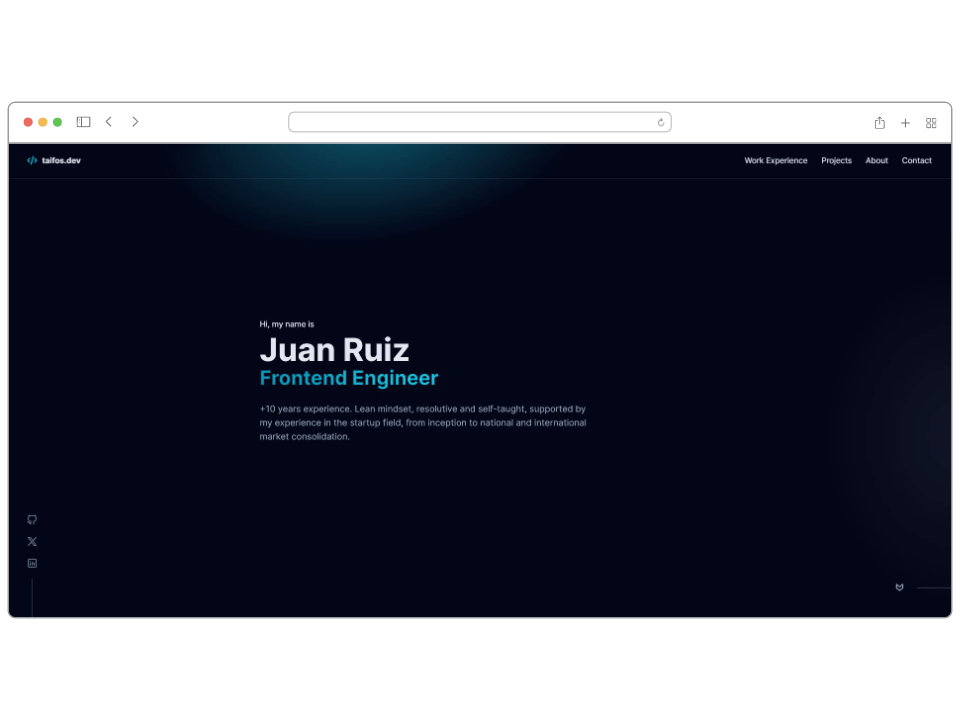 </> taifos.dev
Work Experience Projects About Contact
Hi, my name is
Juan Ruiz
Frontend Engineer
+10 years experience. Lean mindset, resolutive and self-taught, supported by
my experience in the startup field, from inception to national and international
market consolidation.